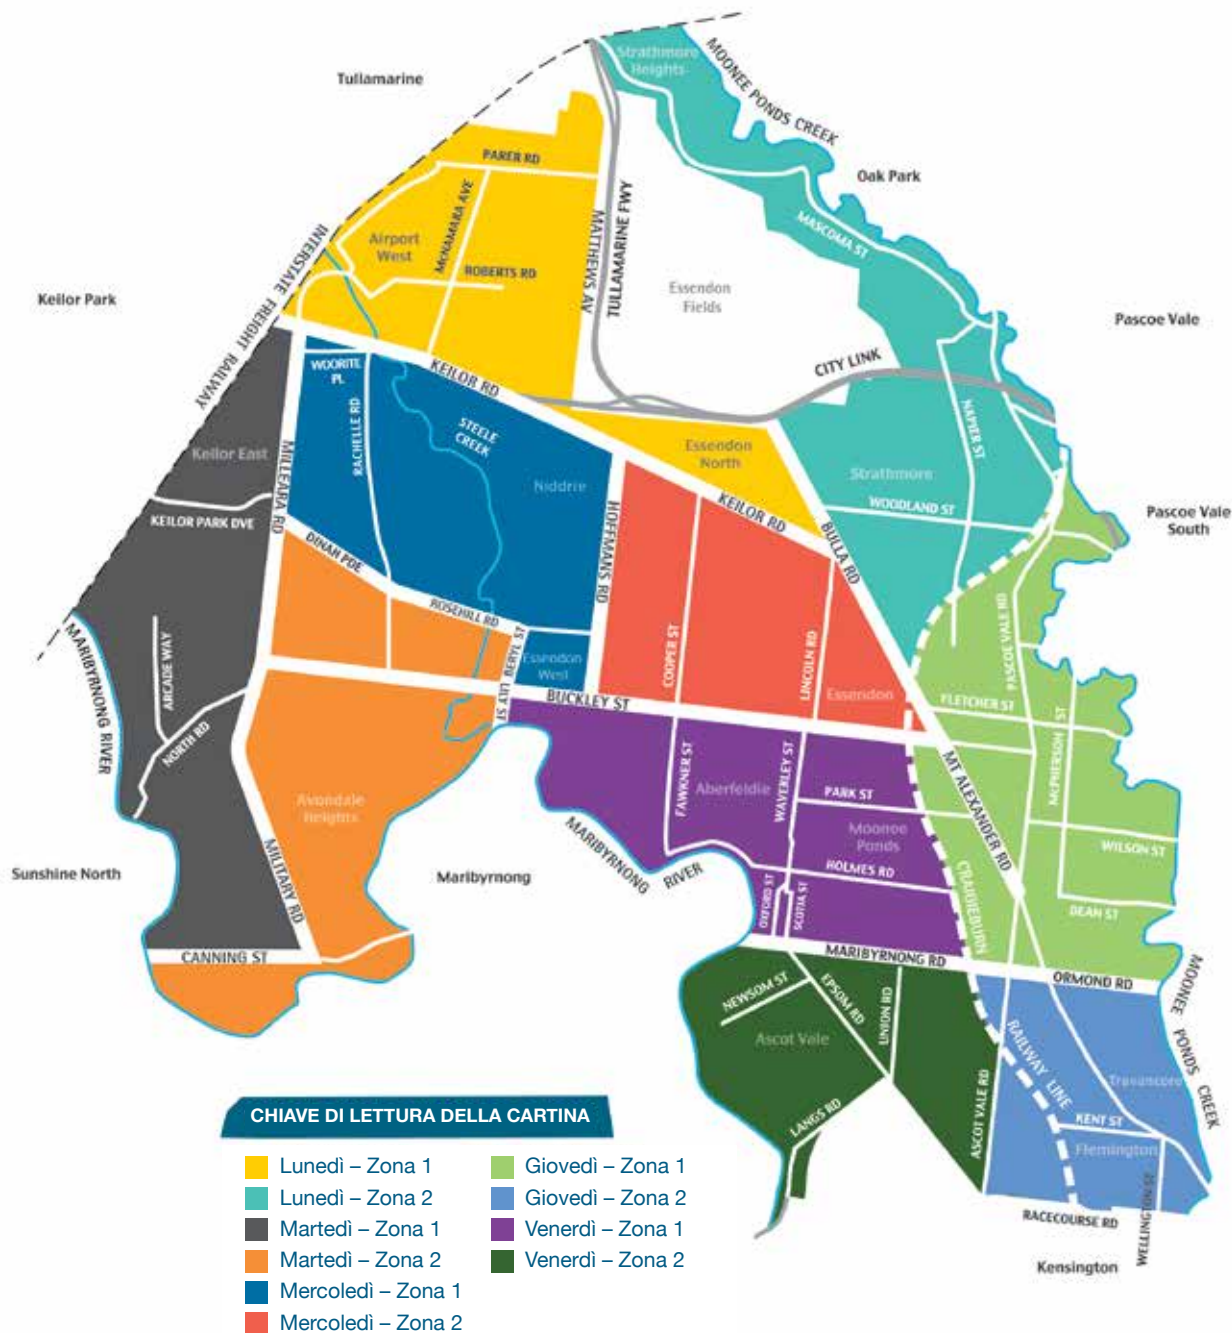 Strathmore
Heights
MOONEE PONDS CREEK
Tullamarine
Oak Park
PARER RD
McNAMARA AVE
MATTHEWS AV
TULLAMARINE FWY
MASCOMA ST
Airport
West
ROBERTS RD
INTERSTATE FREIGHT RAILWAY
Essendon
Fields
Keilor Park
Pascoe Vale
CITY LINK
WOORITE
PL
KEILOR RD
RACHELLE RD
STEELE
CREEK
NAPIER ST
Essendon
North
Keilor East
MILLEARA RD
Niddrie
Strathmore
KEILOR RD
WOODLAND ST
KEILOR PARK DVE
HOFFMANS RD
BULLA RD
Pascoe Vale
South
DINAH PDE
ROSEHILL RD
BERYL ST
LILY ST
MARIBYRNONG RIVER
ARCADE WAY
NORTH RD
Essendon
West
COOPER ST
LINCOLN RD
Essendon
PASCOE VALE RD
BUCKLEY ST
FLETCHER ST
McPHERSON ST
FAWKNER ST
WAVERLEY ST
MT ALEXANDER RD
Aberfeldie
PARK ST
Avondale
Heights
MARIBYRNONG RIVER
Moonee
Ponds
WILSON ST
HOLMES RD
MILITARY RD
Sunshine North
Maribyrnong
CRAIGIEBURN
RAILWAY LINE
OXFORD ST
SCOTIA ST
DEAN ST
CANNING ST
MARIBYRNONG RD
ORMOND RD
MOONEE PONDS CREEK
NEWSOM ST
EPSOM RD
UNION RD
Ascot Vale
ASCOT VALE RD
Travancore
LANGS RD
KENT ST
Flemington
WELLINGTON ST
RACECOURSE RD
Kensington
CHIAVE DI LETTURA DELLA CARTINA
Lunedì – Zona 1
Lunedì – Zona 2
Martedì – Zona 1
Martedì – Zona 2
Mercoledì – Zona 1
Mercoledì – Zona 2
Giovedì – Zona 1
Giovedì – Zona 2
Venerdì – Zona 1
Venerdì – Zona 2